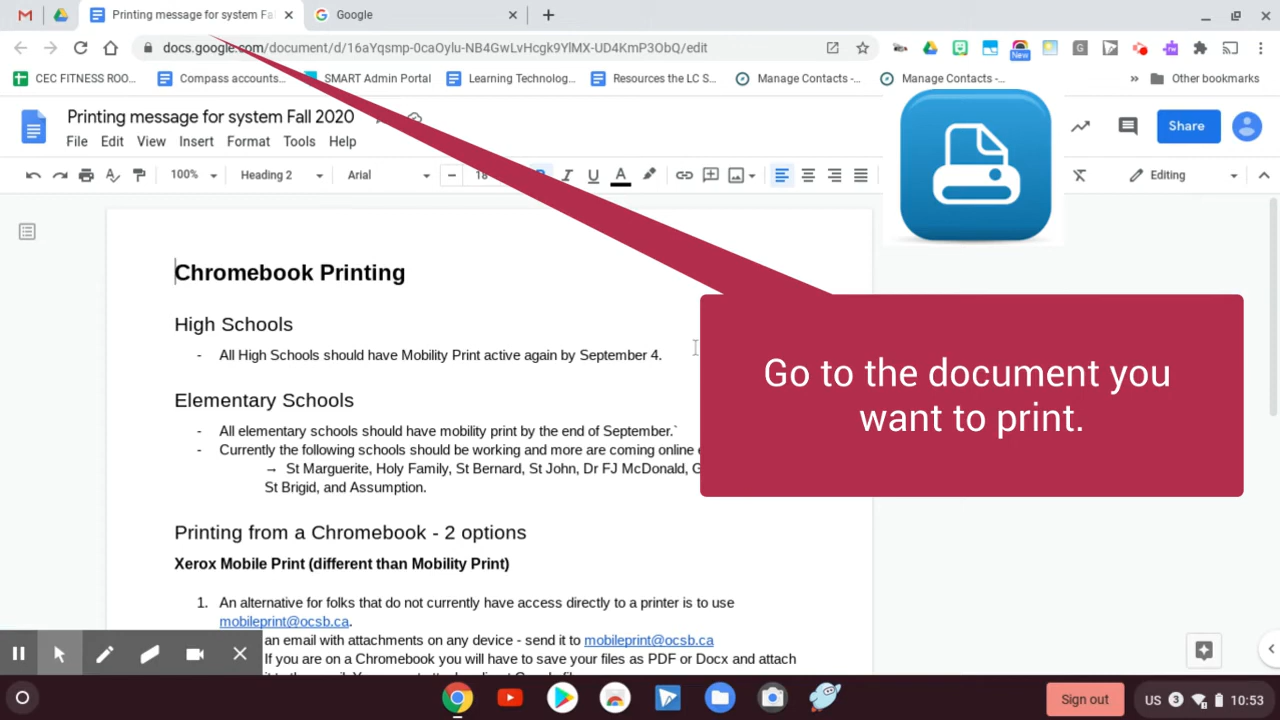 Printing message for system Fa
Google
docs.google.com/document/d/16aYqsmp-0caOylu-NB4GwLvHcgk9YlMX-UD4KmP3ObQ/edit
New
CEC FITNESS ROO...
Compass accounts...
SMART Admin Portal
Learning Technolog...
Resources the LC S...
Manage Contacts -...
Manage Contacts -...
Other bookmarks
Printing message for system Fall 2020
File Edit View Insert Format Tools Help
Share
100% Heading 2 Arial 18 Editing
Chromebook Printing
High Schools
- All High Schools should have Mobility Print active again by September 4.
Go to the document you
want to print.
Elementary Schools
- All elementary schools should have mobility print by the end of September.`
- Currently the following schools should be working and more are coming online
→ St Marguerite, Holy Family, St Bernard, St John, Dr FJ McDonald, G
St Brigid, and Assumption.
Printing from a Chromebook - 2 options
Xerox Mobile Print (different than Mobility Print)
1. An alternative for folks that do not currently have access directly to a printer is to use
mobileprint@ocsb.ca.
an email with attachments on any device - send it to mobileprint@ocsb.ca
If you are on a Chromebook you will have to save your files as PDF or Docx and attach
Sign out
US 3 10:53